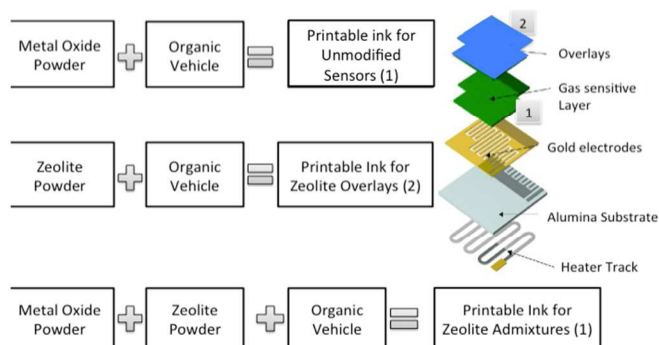 Metal Oxide
Powder
Organic
Vehicle
Printable ink for
Unmodified
Sensors (1)
2
Overlays
Gas sensitive
Layer
1
Zeolite
Powder
Organic
Vehicle
Printable Ink for
Zeolite Overlays (2)
Gold electrodes
Alumina Substrate
Heater Track
Metal Oxide
Powder
Zeolite
Powder
Organic
Vehicle
Printable Ink for
Zeolite Admixtures (1)